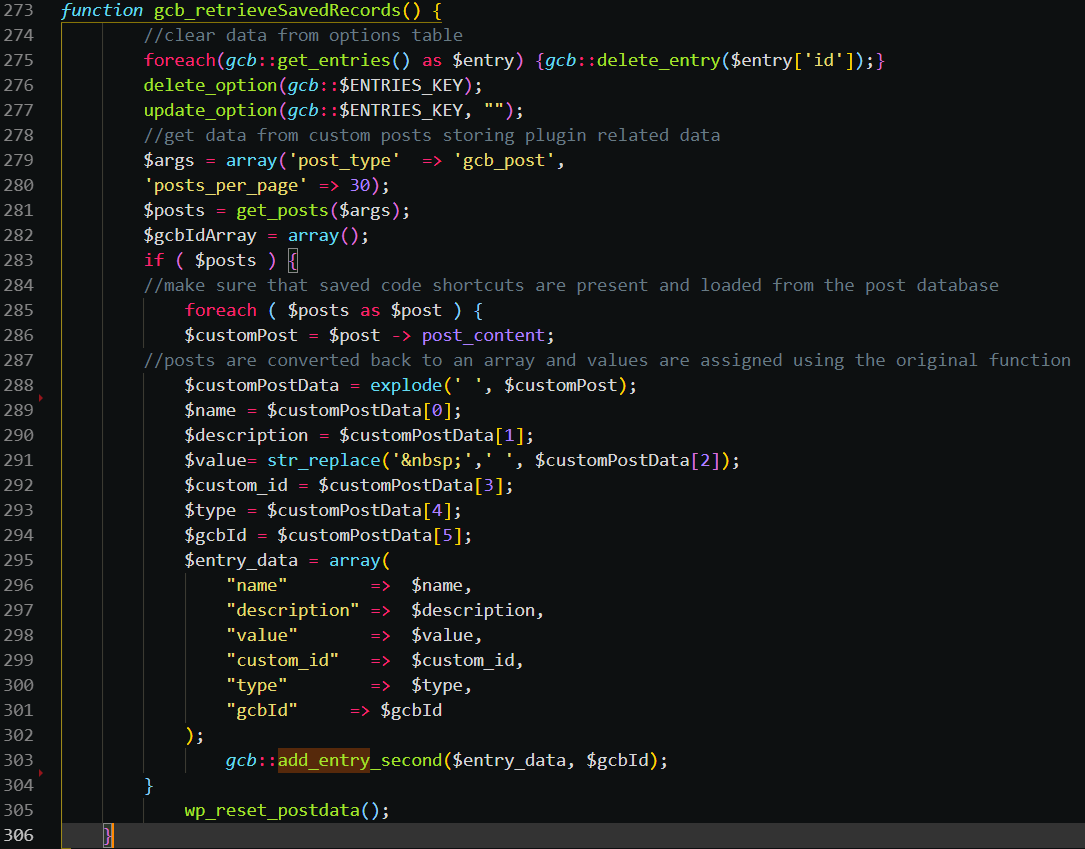 273 function gcb_retrieveSavedRecords() {
274 //clear data from options table
275 foreach(gcb::get_entries() as $entry) {gcb::delete_entry($entry['id']);}
276 delete_option(gcb::$ENTRIES_KEY);
277 update_option(gcb::$ENTRIES_KEY, "");
278 //get data from custom posts storing plugin related data
279 $args = array('post_type'  => 'gcb_post',
280 'posts_per_page' => 30);
281 $posts = get_posts($args);
282 $gcbIdArray = array();
283 if ( $posts ) {
284 //make sure that saved code shortcuts are present and loaded from the post database
285 foreach ( $posts as $post ) {
286 $customPost = $post -> post_content;
287 //posts are converted back to an array and values are assigned using the original function
288 $customPostData = explode(' ', $customPost);
289 $name = $customPostData[0];
290 $description = $customPostData[1];
291 $value= str_replace('&nbsp;',' ', $customPostData[2]);
292 $custom_id = $customPostData[3];
293 $type = $customPostData[4];
294 $gcbId = $customPostData[5];
295 $entry_data = array(
296 "name"        =>  $name,
297 "description" =>  $description,
298 "value"       =>  $value,
299 "custom_id"   =>  $custom_id,
300 "type"        =>  $type,
301 "gcbId"     => $gcbId
302 );
303 gcb::add_entry_second($entry_data, $gcbId);
304 }
305 wp_reset_postdata();
306 }